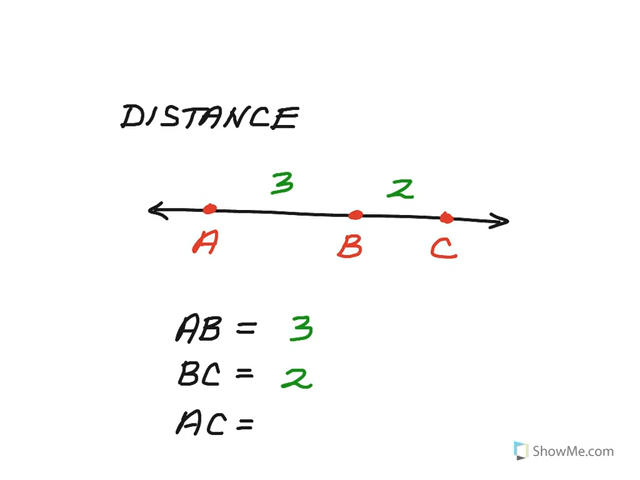 DISTANCE
3 2
A B C
AB = 3
BC = 2
AC =
ShowMe.com